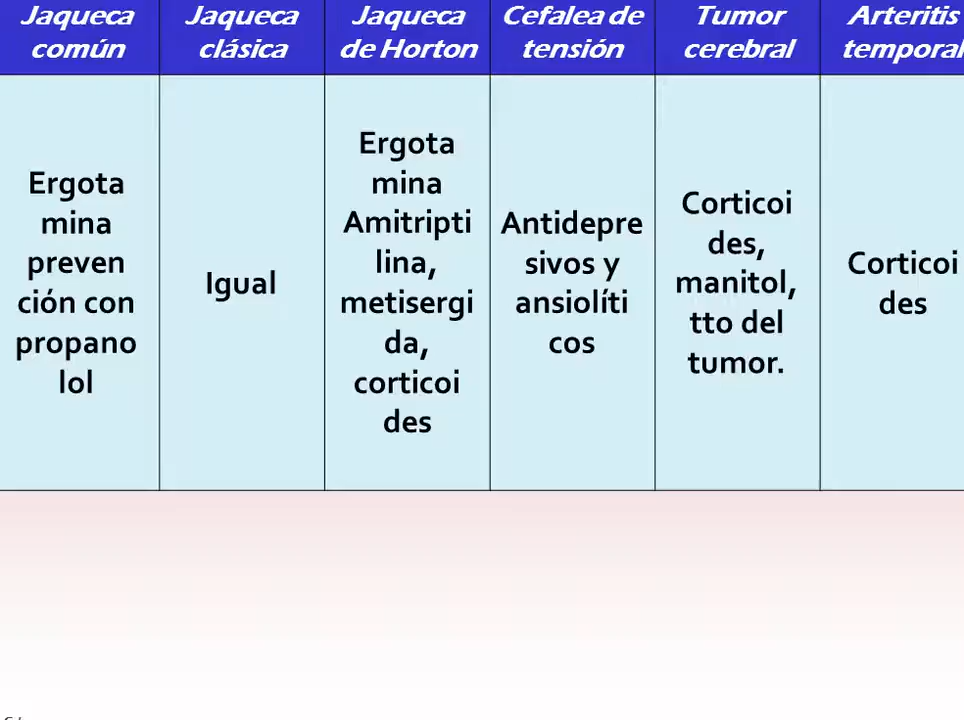 Jaqueca común
Jaqueca clásica
Jaqueca de Horton
Cefalea de tensión
Tumor cerebral
Arteritis temporal
Ergota
mina
preven
ción con
propano
lol
Igual
Ergota
mina
Amitripti
lina,
metisergi
da,
corticoi
des
Antidepre
sivos y
ansiolíti
cos
Corticoi
des,
manitol,
tto del
tumor.
Corticoi
des